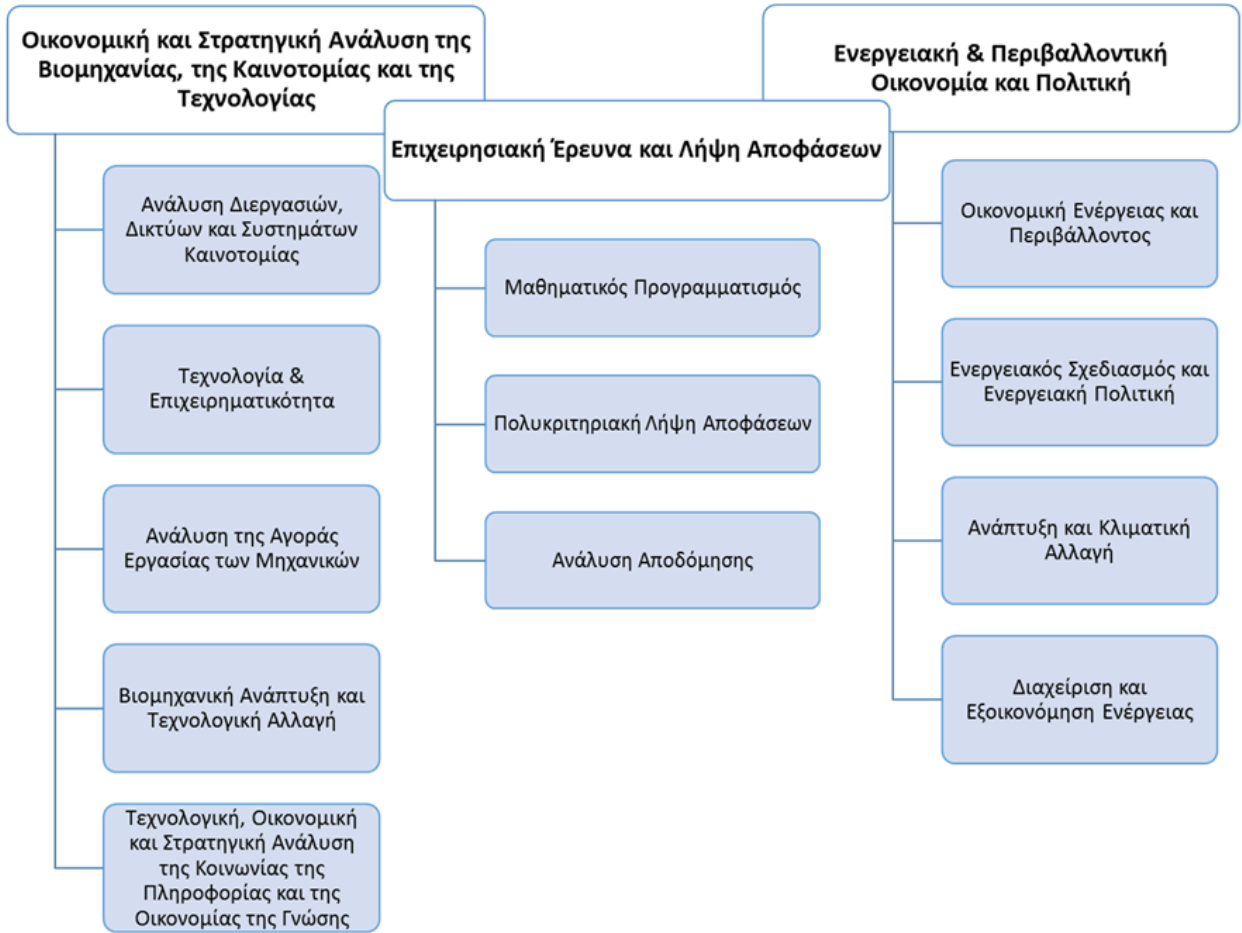 Οικονομική και Στρατηγική Ανάλυση της
Βιομηχανίας, της Καινοτομίας και της
Τεχνολογίας
Ανάλυση Διεργασιών,
Δικτύων και Συστημάτων
Καινοτομίας
Τεχνολογία &
Επιχειρηματικότητα
Ανάλυση της Αγοράς
Εργασίας των Μηχανικών
Βιομηχανική Ανάπτυξη και
Τεχνολογική Αλλαγή
Τεχνολογική, Οικονομική
και Στρατηγική Ανάλυση
της Κοινωνίας της
Πληροφορίας και της
Οικονομίας της Γνώσης
Επιχειρησιακή Έρευνα και Λήψη Αποφάσεων
Μαθηματικός Προγραμματισμός
Πολυκριτηριακή Λήψη Αποφάσεων
Ανάλυση Αποδόμησης
Ενεργειακή & Περιβαλλοντική
Οικονομία και Πολιτική
Οικονομική Ενέργειας και
Περιβάλλοντος
Ενεργειακός Σχεδιασμός και
Ενεργειακή Πολιτική
Ανάπτυξη και Κλιματική
Αλλαγή
Διαχείριση και
Εξοικονόμηση Ενέργειας